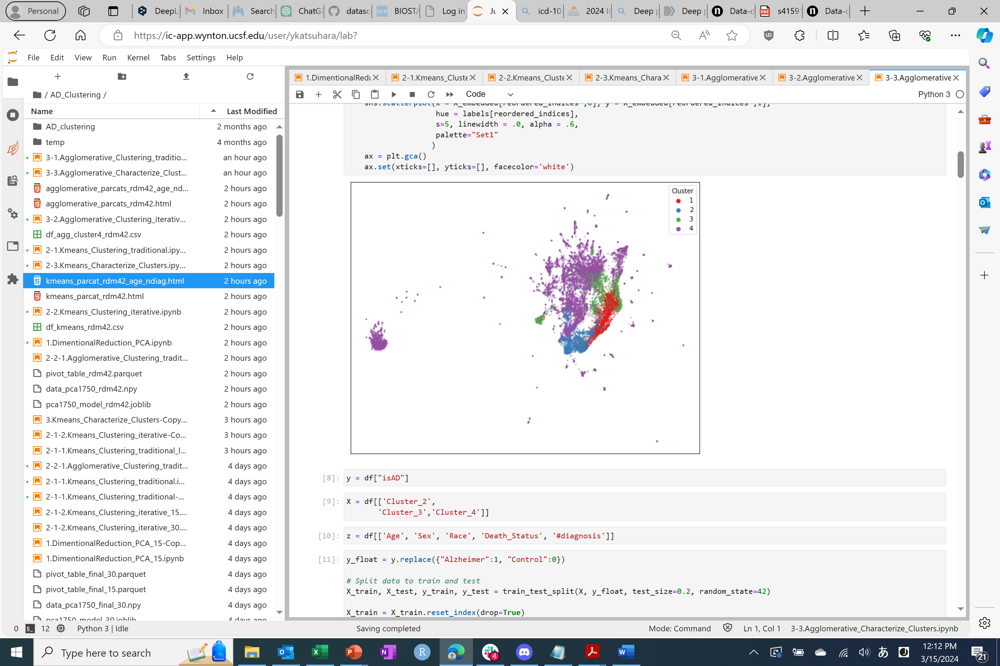 Personal
DeepL
Inbox
Search
ChatG
datasc
BIOSTA
Log in
Ju
icd-10
2024 I
Deep p
Deep p
Data-d
s4159
Data-c
https://ic-app.wynton.ucsf.edu/user/ykatsuhara/lab?
File Edit View Run Kernel Tabs Settings Help
/ AD_Clustering /
Name Last Modified
AD_clustering 2 months ago
temp 4 months ago
3-1.Agglomerative_Clustering_traditio... an hour ago
3-3.Agglomerative_Characterize_Clust... an hour ago
agglomerative_parcats_rdm42_age_nd... 2 hours ago
agglomerative_parcats_rdm42.html 2 hours ago
3-2.Agglomerative_Clustering_iterativ... 2 hours ago
df_agg_cluster4_rdm42.csv 2 hours ago
2-1.Kmeans_Clustering_traditional.ipy... 2 hours ago
2-3.Kmeans_Characterize_Clusters.ipy... 2 hours ago
kmeans_parcat_rdm42_age_ndiag.html 2 hours ago
kmeans_parcat_rdm42.html 2 hours ago
2-2.Kmeans_Clustering_iterative.ipynb 2 hours ago
df_kmeans_rdm42.csv 2 hours ago
1.DimentionalReduction_PCA.ipynb 2 hours ago
2-2-1.Agglomerative_Clustering_tradit... 2 hours ago
pivot_table_rdm42.parquet 2 hours ago
data_pca1750_rdm42.npy 2 hours ago
pca1750_model_rdm42.joblib 2 hours ago
3.Kmeans_Characterize_Clusters-Copy... 3 hours ago
2-1-2.Kmeans_Clustering_iterative-Co... 3 hours ago
2-1-1.Kmeans_Clustering_traditional_l... 3 hours ago
2-2-1.Agglomerative_Clustering_tradit... 4 days ago
2-1-1.Kmeans_Clustering_traditional.i... 4 days ago
2-1-1.Kmeans_Clustering_traditional-... 4 days ago
2-1-2.Kmeans_Clustering_iterative_15.... 4 days ago
2-1-2.Kmeans_Clustering_iterative_30.... 4 days ago
1.DimentionalReduction_PCA_15-Cop... 4 days ago
1.DimentionalReduction_PCA_15.ipynb 4 days ago
pivot_table_final_30.parquet 4 days ago
pivot_table_final_15.parquet 4 days ago
data_pca1750_final_30.npy 4 days ago
pca1750_model_30.joblib 4 days ago
1.DimentionalRedu 2-1.Kmeans_Cluste 2-2.Kmeans_Cluste 2-3.Kmeans_Chara 3-1.Agglomerative 3-2.Agglomerative 3-3.Agglomerative
Code
Python 3
sns.scatterplot(x = X_embedded[reordered_indices ,0], y = X_embedded[reordered_indices ,1],
hue = labels[reordered_indices],
s=5, linewidth = .0, alpha = .6,
palette="Set1"
)
ax = plt.gca()
ax.set(xticks=[], yticks=[], facecolor='white')
Cluster
1
2
3
4
[8]: y = df["isAD"]
[9]: X = df[['Cluster_2',
'Cluster_3','Cluster_4']]
[10]: z = df[['Age', 'Sex', 'Race', 'Death_Status', '#diagnosis']]
[11]: y_float = y.replace({"Alzheimer":1, "Control":0})
# Split data to train and test
X_train, X_test, y_train, y_test = train_test_split(X, y_float, test_size=0.2, random_state=42)
X_train = X_train.reset_index(drop=True)
0 12 Python 3 | Idle Saving completed Mode: Command Ln 1, Col 1 3-3.Agglomerative_Characterize_Clusters.ipynb
Type here to search
4
あ
12:12 PM
3/15/2024
21